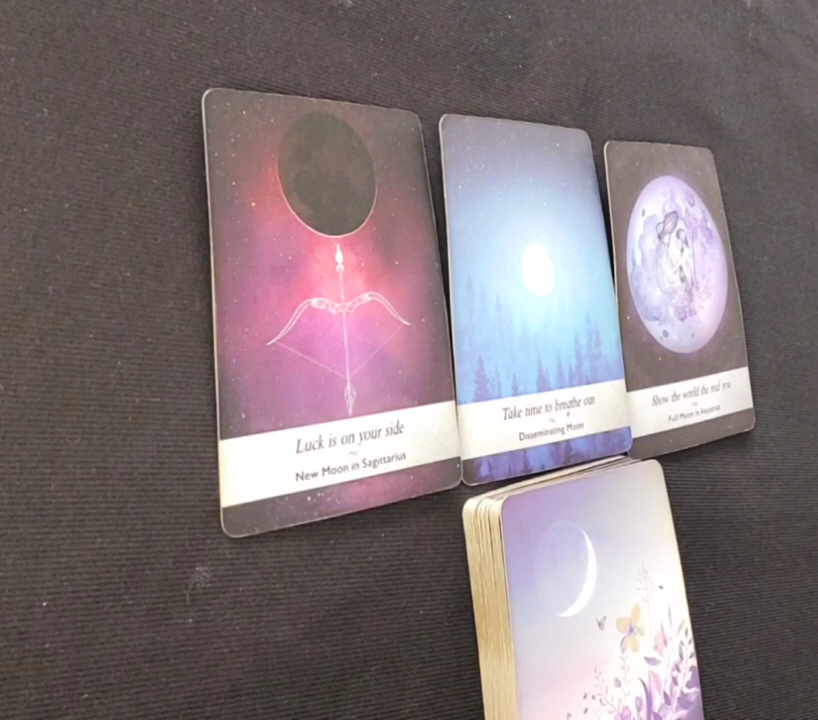 Luck is on your side
New Moon in Sagittarius
Take time to breathe out
Disseminating Moon
Show the world the real you
Full Moon in Aquarius